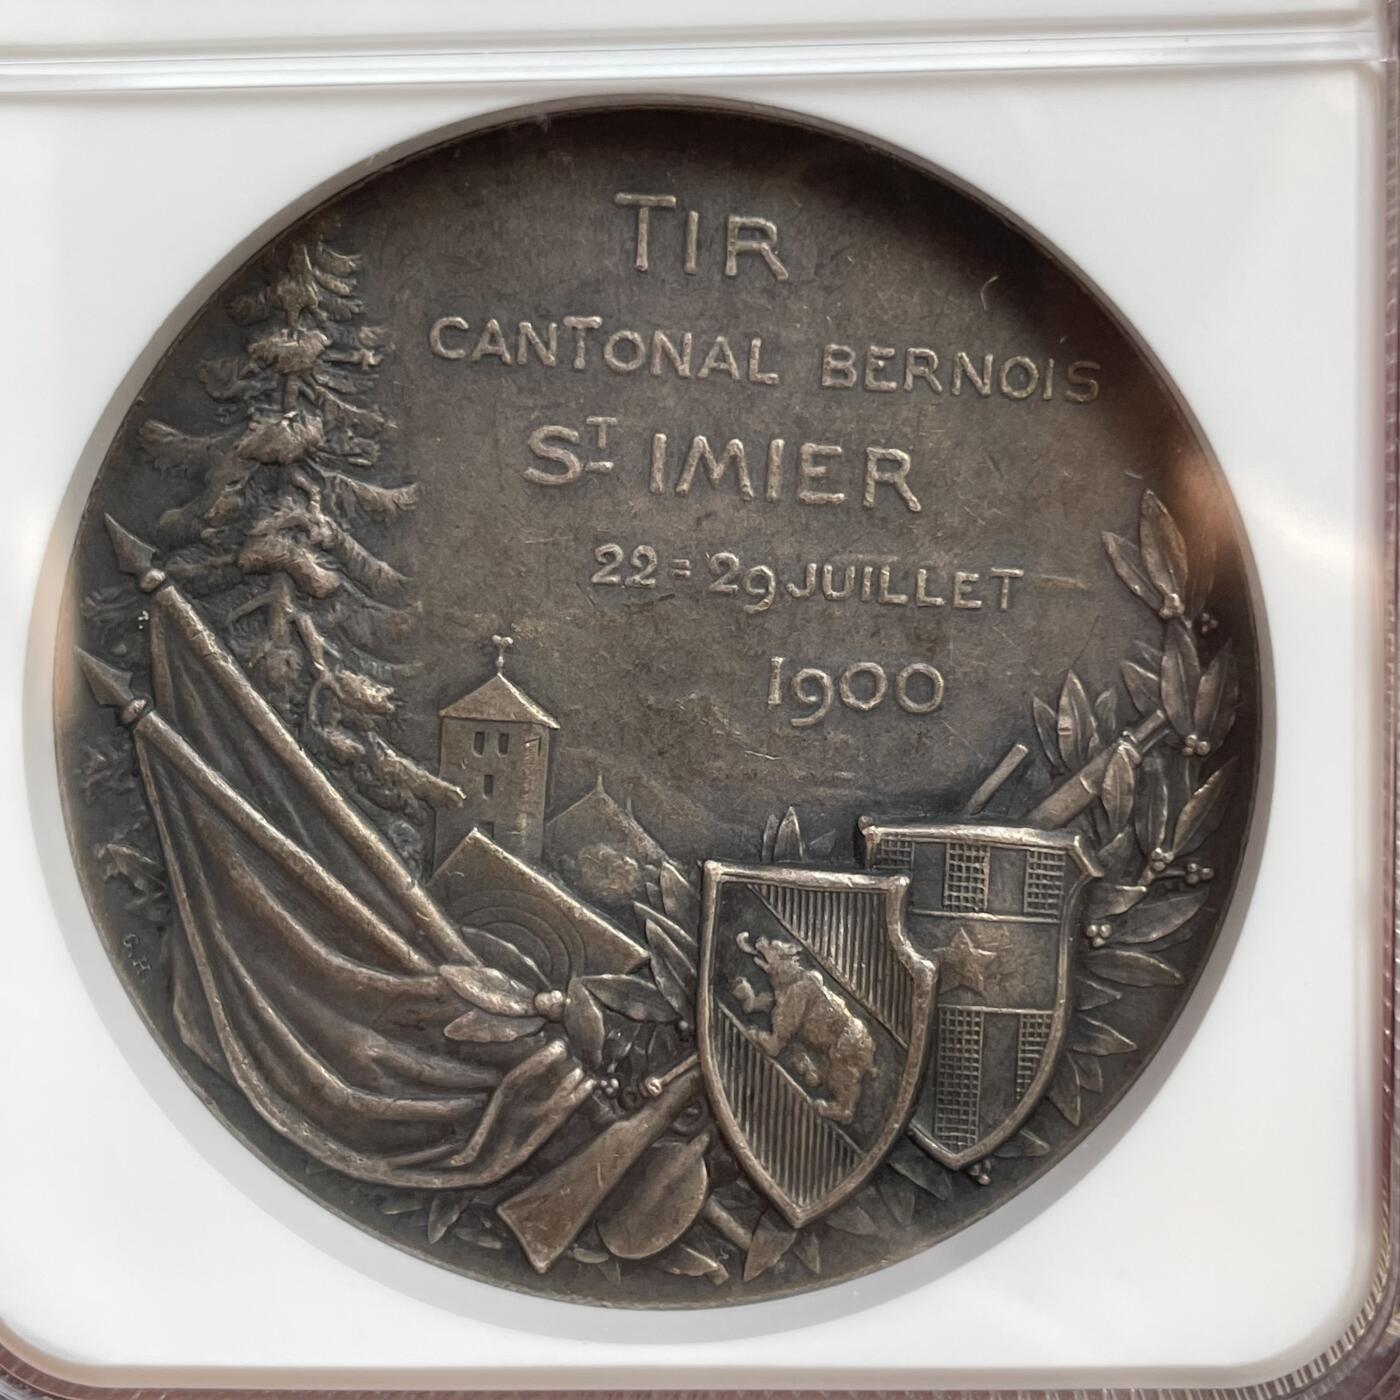 TIR
CANTONAL BERNOIS
ST IMIER
22=29 JUILLET
1900
G.H